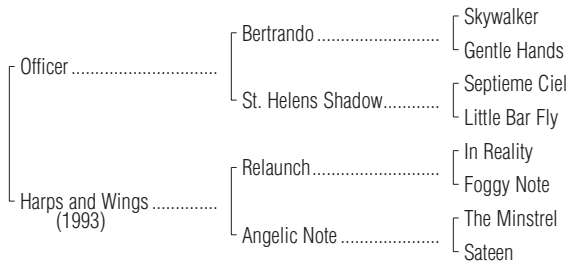 Skywalker
Bertrando
Gentle Hands
Officer
Septieme Ciel
St. Helens Shadow
Little Bar Fly
In Reality
Relaunch
Foggy Note
Harps and Wings
(1993)
The Minstrel
Angelic Note
Sateen